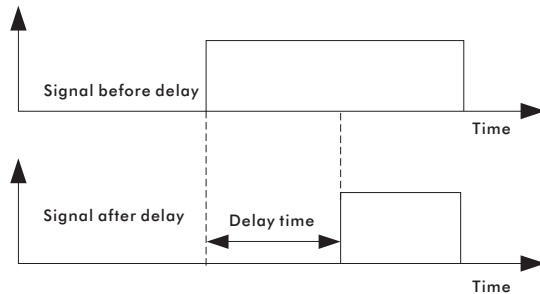 Signal before delay
Time
Signal after delay
Delay time
Time